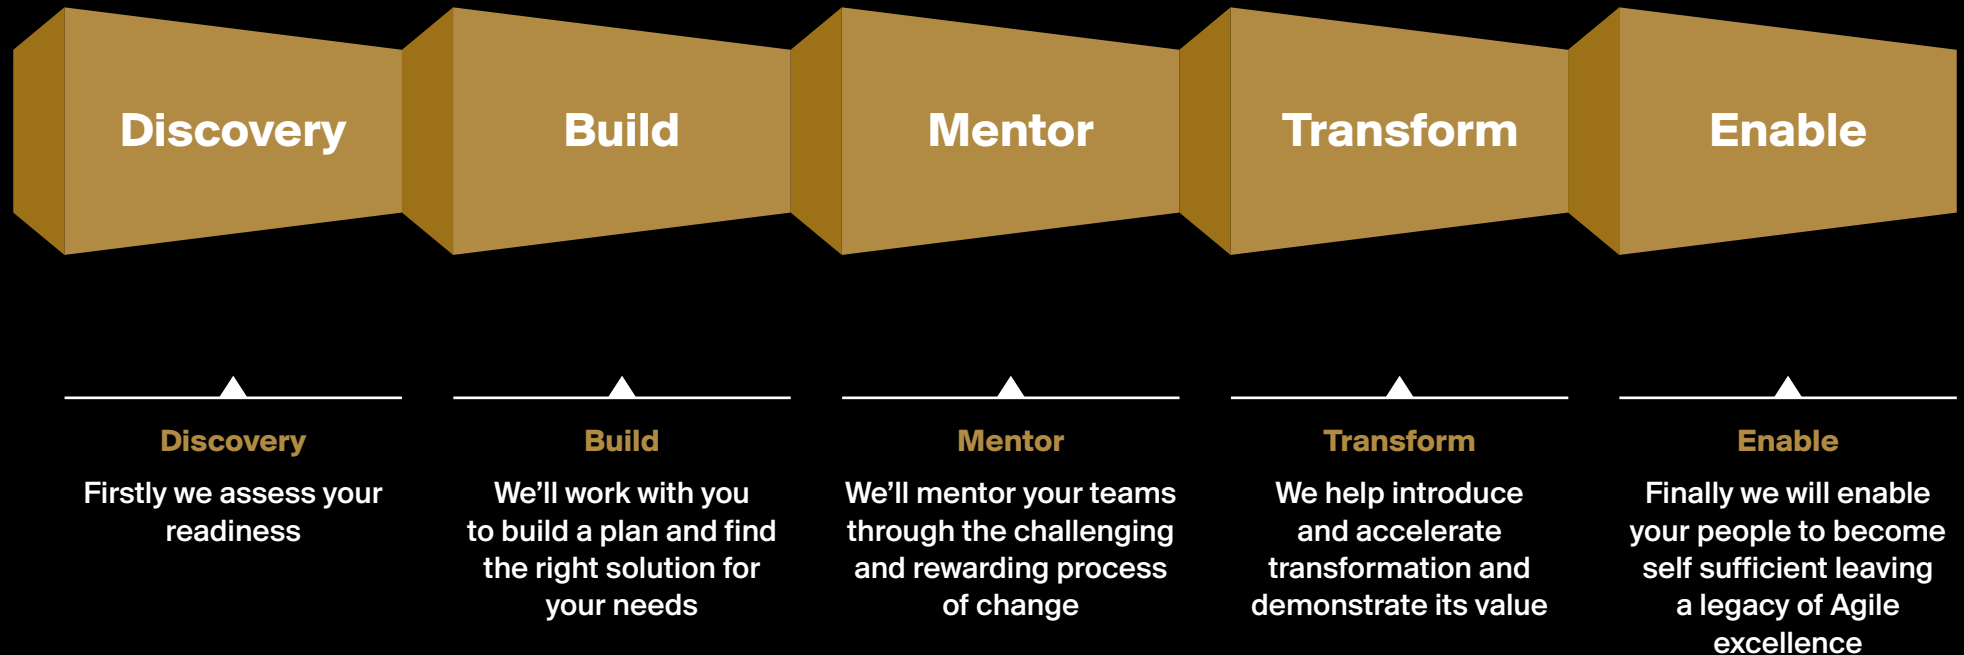 Discovery
Build
Mentor
Transform
Enable
Discovery
Firstly we assess your
readiness
Build
We’ll work with you
to build a plan and find
the right solution for
your needs
Mentor
We’ll mentor your teams
through the challenging
and rewarding process
of change
Transform
We help introduce
and accelerate
transformation and
demonstrate its value
Enable
Finally we will enable
your people to become
self sufficient leaving
a legacy of Agile
excellence